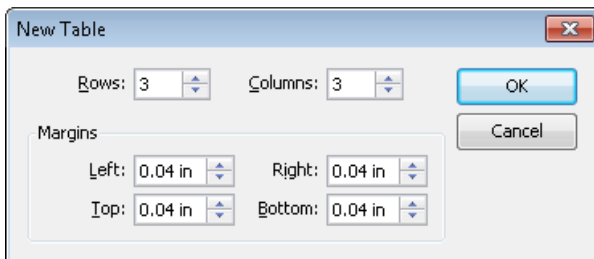 New Table
Rows: 3 Columns: 3 OK
Cancel
Margins
Left: 0.04 in Right: 0.04 in
Top: 0.04 in Bottom: 0.04 in